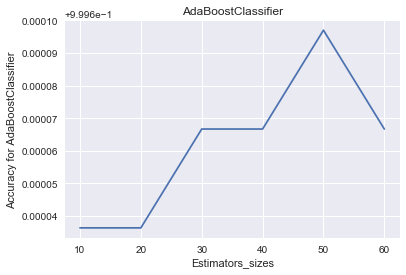 AdaBoostClassifier
+9.996e−1
0.00010
0.00009
0.00008
0.00007
0.00006
0.00005
0.00004
Accuracy for AdaBoostClassifier
10 20 30 40 50 60
Estimators_sizes